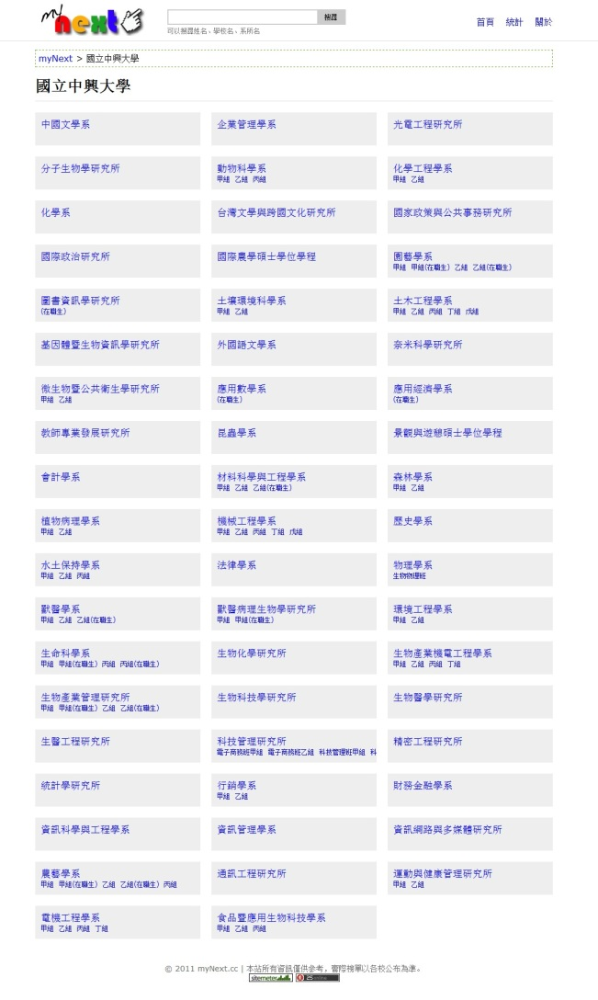 my next
搜尋
可以搜尋姓名、學校名、系所名
首頁 統計 關於
myNext > 國立中興大學
國立中興大學
中國文學系
企業管理學系
光電工程研究所
分子生物學研究所
動物科學系
甲組 乙組 丙組
化學工程學系
甲組 乙組
化學系
台灣文學與跨國文化研究所
國家政策與公共事務研究所
國際政治研究所
國際農學碩士學位學程
園藝學系
甲組 甲組(在職生) 乙組 乙組(在職生)
圖書資訊學研究所
(在職生)
土壤環境科學系
甲組 乙組
土木工程學系
甲組 乙組 丙組 丁組 戊組
基因體暨生物資訊學研究所
外國語文學系
奈米科學研究所
微生物暨公共衛生學研究所
甲組 乙組
應用數學系
(在職生)
應用經濟學系
(在職生)
教師專業發展研究所
昆蟲學系
景觀與遊憩碩士學位學程
會計學系
材料科學與工程學系
甲組 乙組 乙組(在職生)
森林學系
甲組 乙組
植物病理學系
甲組 乙組
機械工程學系
甲組 乙組 丙組 丁組 戊組
歷史學系
水土保持學系
甲組 乙組 丙組
法律學系
物理學系
生物物理班
獸醫學系
甲組 乙組 乙組(在職生)
獸醫病理生物學研究所
甲組 甲組(在職生)
環境工程學系
甲組 乙組
生命科學系
甲組 甲組(在職生) 丙組 丙組(在職生)
生物化學研究所
生物產業機電工程學系
甲組 乙組 丙組 丁組
生物產業管理研究所
甲組 甲組(在職生) 乙組 乙組(在職生)
生物科技學研究所
生物醫學研究所
生醫工程研究所
科技管理研究所
電子商務班甲組 電子商務班乙組 科技管理班甲組 科
精密工程研究所
統計學研究所
行銷學系
甲組 乙組
財務金融學系
資訊科學與工程學系
資訊管理學系
資訊網路與多媒體研究所
農藝學系
甲組 甲組(在職生) 乙組 乙組(在職生) 丙組
通訊工程研究所
運動與健康管理研究所
甲組 乙組
電機工程學系
甲組 乙組 丙組 丁組
食品暨應用生物科技學系
甲組 乙組 丙組
© 2011 myNext.cc | 本站所有資訊僅供參考，實際榜單以各校公布為準。
sitemeter